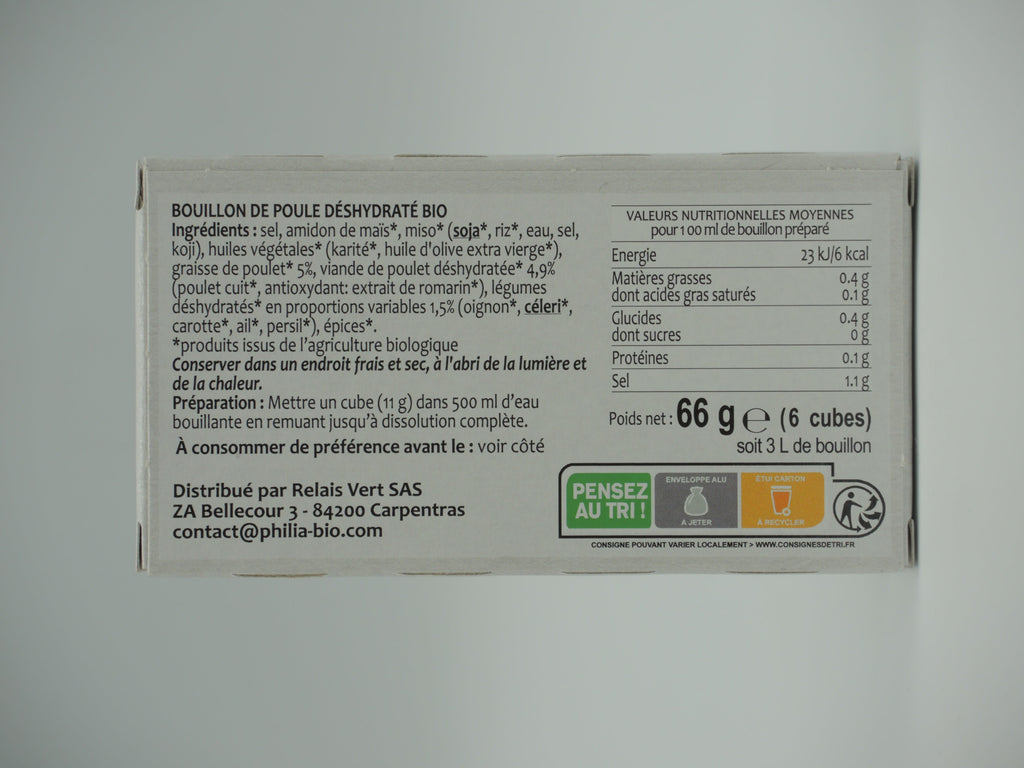 BOUILLON DE POULE DÉSHYDRATÉ BIO
Ingrédients : sel, amidon de maïs*, miso* (soja*, riz*, eau, sel,
koji), huiles végétales* (karité*, huile d'olive extra vierge*),
graisse de poulet* 5%, viande de poulet déshydratée* 4,9%
(poulet cuit*, antioxydant: extrait de romarin*), légumes
déshydratés* en proportions variables 1,5% (oignon*, céleri*,
carotte*, ail*, persil*), épices*.
*produits issus de l'agriculture biologique
Conserver dans un endroit frais et sec, à l'abri de la lumière et
de la chaleur.
Préparation : Mettre un cube (11 g) dans 500 ml d'eau
bouillante en remuant jusqu'à dissolution complète.
À consommer de préférence avant le : voir côté
Distribué par Relais Vert SAS
ZA Bellecour 3 - 84200 Carpentras
contact@philia-bio.com
VALEURS NUTRITIONNELLES MOYENNES
pour 1 00 ml de bouillon préparé
Energie 23 kJ/6 kcal
Matières grasses 0.4 g
dont acides gras saturés 0.1 g
Glucides 0.4 g
dont sucres 0 g
Protéines 0.1 g
Sel 1.1 g
Poids net : 66 g e (6 cubes)
soit 3 L de bouillon
PENSEZ
AU TRI !
ENVELOPPE ALU
À JETER
ÉTUI CARTON
À RECYCLER
CONSIGNE POUVANT VARIER LOCALEMENT > WWW.CONSIGNESDETRI.FR